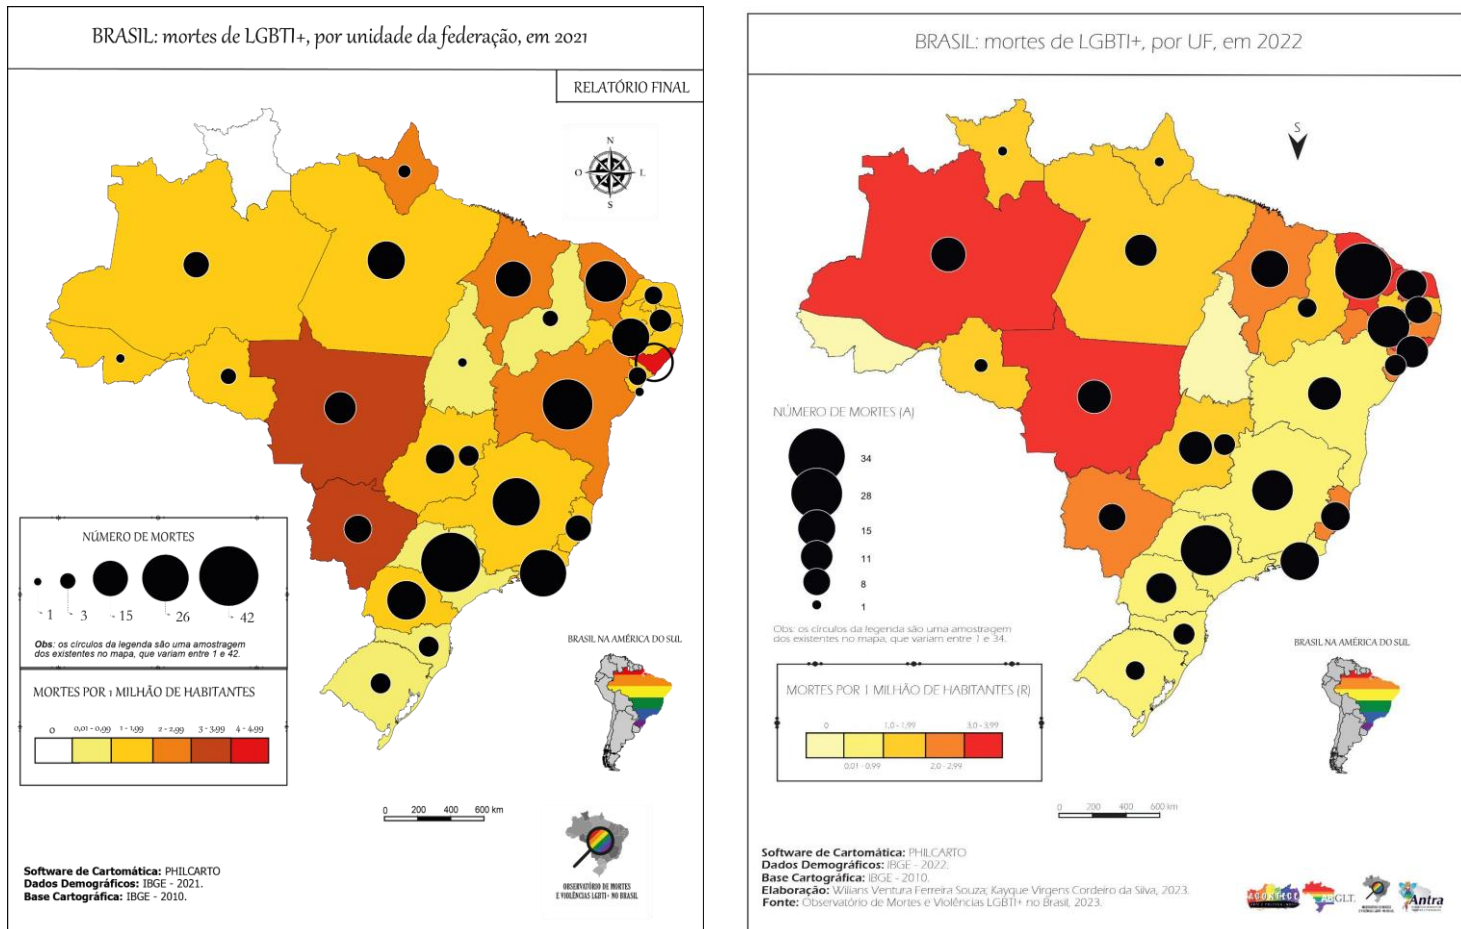 BRASIL: mortes de LGBTI+, por unidade da federação, em 2021
RELATÓRIO FINAL
N
O
L
S
NÚMERO DE MORTES
1
3
15
26
42
Obs: os círculos da legenda são uma amostragem
dos existentes no mapa, que variam entre 1 e 42.
MORTES POR 1 MILHÃO DE HABITANTES
0
0,01 - 0,99
1 - 1,99
2 - 2,99
3 - 3,99
4 - 4,99
BRASIL NA AMÉRICA DO SUL
0 200 400 600 km
OBSERVATÓRIO DE MORTES
E VIOLÊNCIAS LGBTI+ NO BRASIL
Software de Cartomática: PHILCARTO
Dados Demográficos: IBGE - 2021.
Base Cartográfica: IBGE - 2010.
BRASIL: mortes de LGBTI+, por UF, em 2022
S
NÚMERO DE MORTES (A)
34
28
15
11
8
1
Obs: os círculos da legenda são uma amostragem
dos existentes no mapa, que variam entre 1 e 34.
MORTES POR 1 MILHÃO DE HABITANTES (R)
0
1,0 - 1,99
3,0 - 3,99
0,01 - 0,99
2,0 - 2,99
BRASIL NA AMÉRICA DO SUL
0 200 400 600 km
Software de Cartomática: PHILCARTO
Dados Demográficos: IBGE - 2022.
Base Cartográfica: IBGE - 2010.
Elaboração: Wilians Ventura Ferreira Souza; Kayque Virgens Cordeiro da Silva, 2023.
Fonte: Observatório de Mortes e Violências LGBTI+ no Brasil, 2023.
GLT.
Antra